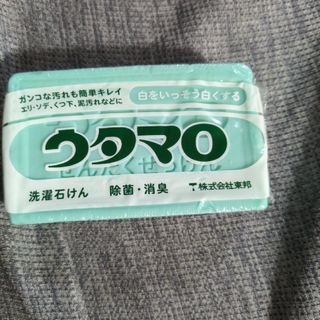 ガンコな汚れも簡単キレイ
エリ・ソデ、くつ下、泥汚れなどに
白をいっそう白くする
ウタマロ
せんたくせっけん
洗濯石けん 除菌・消臭 株式会社東邦